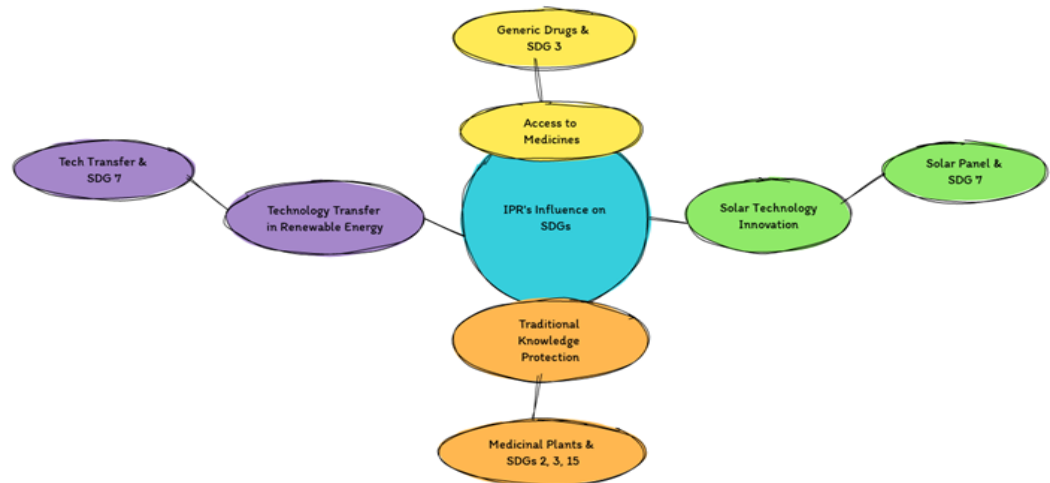 Generic Drugs &
SDG 3
Access to
Medicines
Tech Transfer &
SDG 7
Technology Transfer
in Renewable Energy
IPR's Influence on
SDGs
Solar Technology
Innovation
Solar Panel &
SDG 7
Traditional
Knowledge
Protection
Medicinal Plants &
SDGs 2, 3, 15